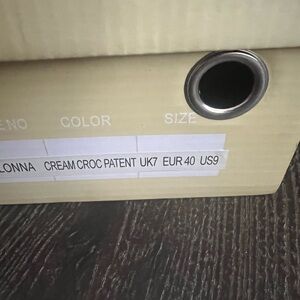 ENO COLOR SIZE
LONNA CREAM CROC PATENT UK7 EUR 40 US9